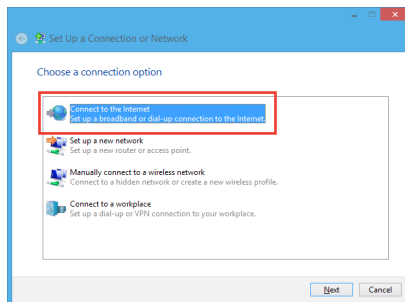 Set Up a Connection or Network
Choose a connection option
Connect to the Internet
Set up a broadband or dial-up connection to the Internet.
Set up a new network
Set up a new router or access point.
Manually connect to a wireless network
Connect to a hidden network or create a new wireless profile.
Connect to a workplace
Set up a dial-up or VPN connection to your workplace.
Next Cancel